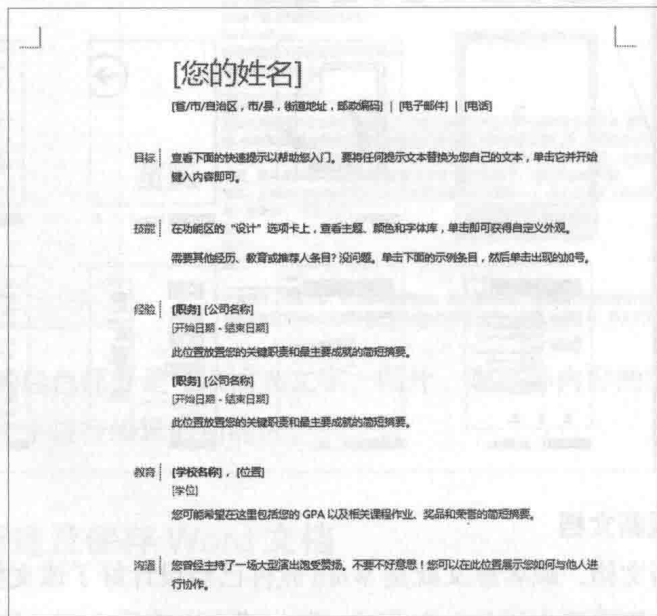 [您的姓名]
[省/市/自治区，市/县，街道地址，邮政编码] | [电子邮件] | [电话]
目标 查看下面的快速提示以帮助您入门。要将任何提示文本替换为您自己的文本，单击它并开始
键入内容即可。
技能 在功能区的“设计”选项卡上，查看主题、颜色和字体库，单击即可获得自定义外观。
需要其他经历、教育或推荐人条目? 没问题。单击下面的示例条目，然后单击出现的加号。
经验 [职务] [公司名称]
[开始日期 - 结束日期]
此位置放置您的关键职责和是主要成就的简短摘要。
[职务] [公司名称]
[开始日期 - 结束日期]
此位置放置您的关键职责和是主要成就的简短摘要。
教育 [学校名称]，[位置]
[学位]
您可能希望在这里包括您的 GPA 以及相关课程作业、奖品和荣誉的简短摘要。
沟通 您曾经主持了一场大型演出饱受赞扬。不要不好意思！您可以在此位置展示您如何与他人进
行协作。